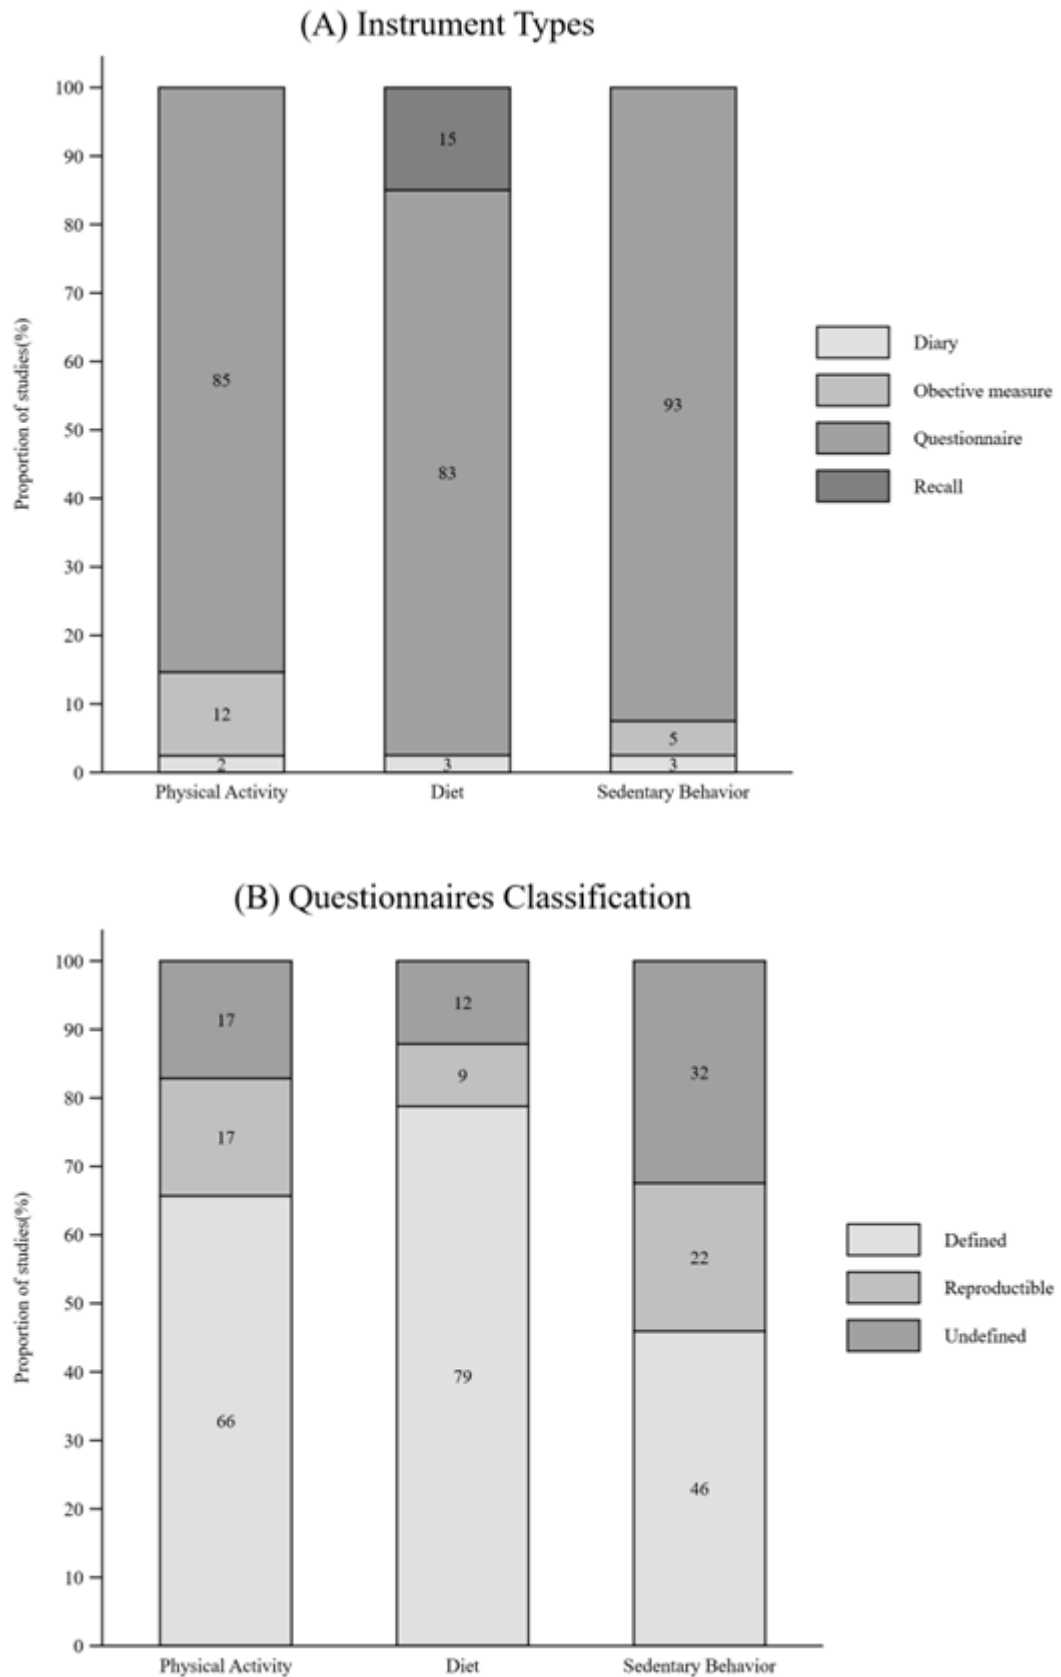 (A) Instrument Types
Proportion of studies(%)
100
90
80
70
60
50
40
30
20
10
0
85
12
2
15
83
3
93
5
3
Physical Activity
Diet
Sedentary Behavior
Diary
Obective measure
Questionnaire
Recall
(B) Questionnaires Classification
Proportion of studies(%)
100
90
80
70
60
50
40
30
20
10
0
17
17
66
12
9
79
32
22
46
Physical Activity
Diet
Sedentary Behavior
Defined
Reproductible
Undefined